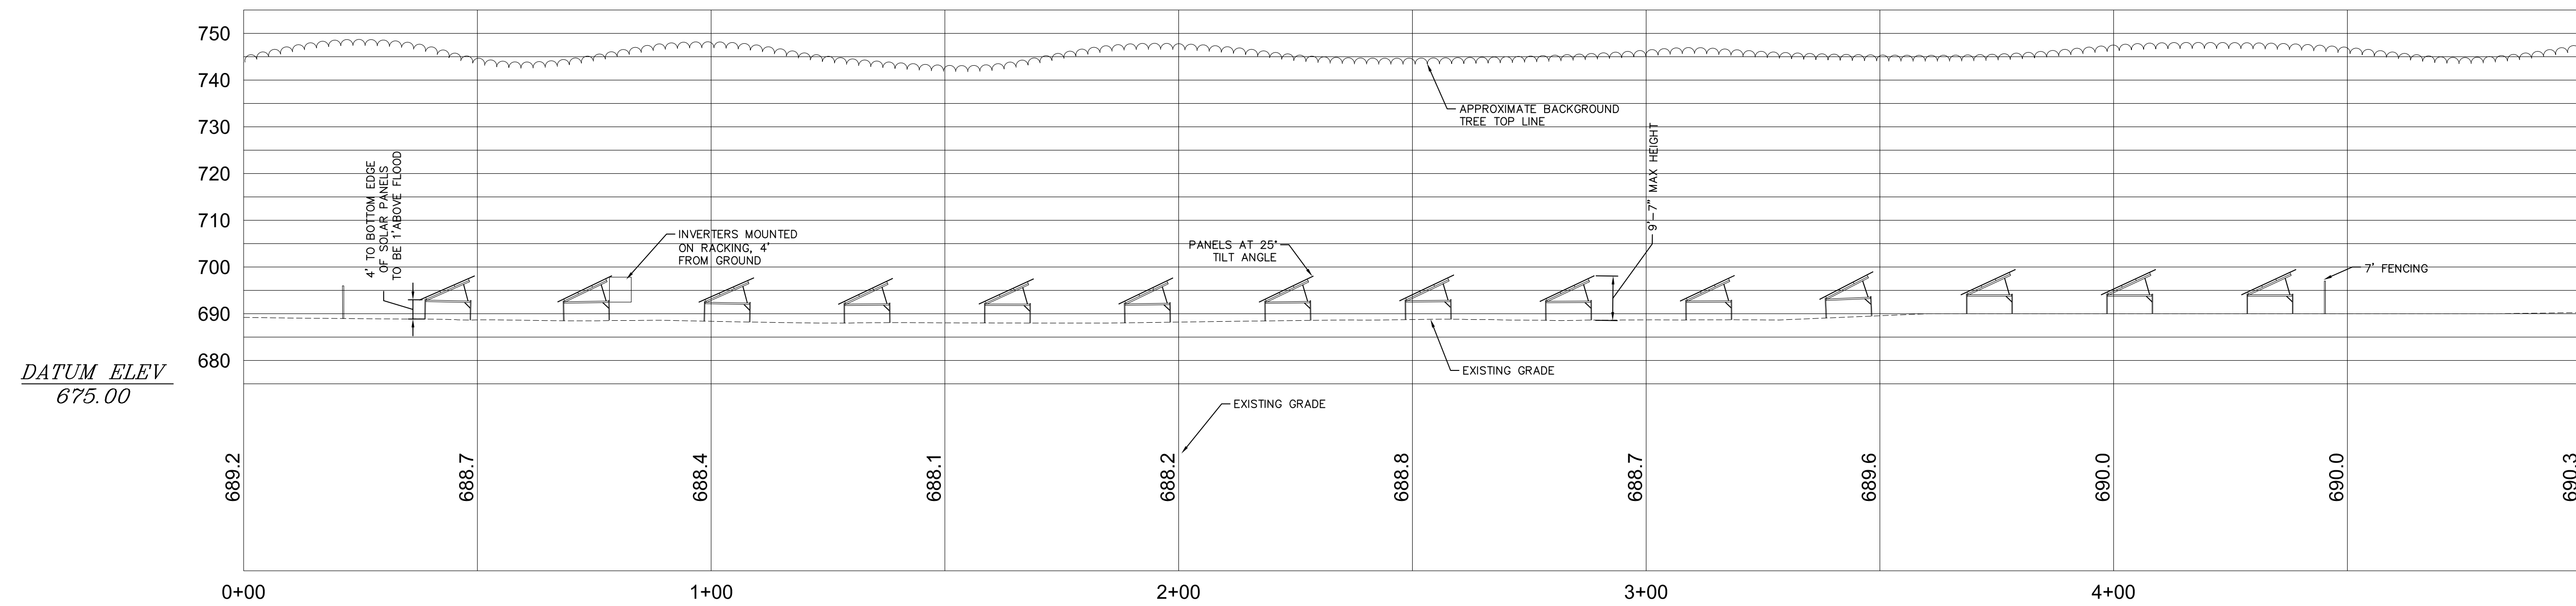 750
740
730
720
710
700
690
680
DATUM ELEV
675.00
APPROXIMATE BACKGROUND
TREE TOP LINE
4' TO BOTTOM EDGE
OF SOLAR PANELS
TO BE 1'ABOVE FLOOD
INVERTERS MOUNTED
ON RACKING, 4'
FROM GROUND
PANELS AT 25°
TILT ANGLE
9'-7" MAX HEIGHT
7' FENCING
EXISTING GRADE
EXISTING GRADE
689.2
688.7
688.4
688.1
688.2
688.8
688.7
689.6
690.0
690.0
690.3
0+00
1+00
2+00
3+00
4+00